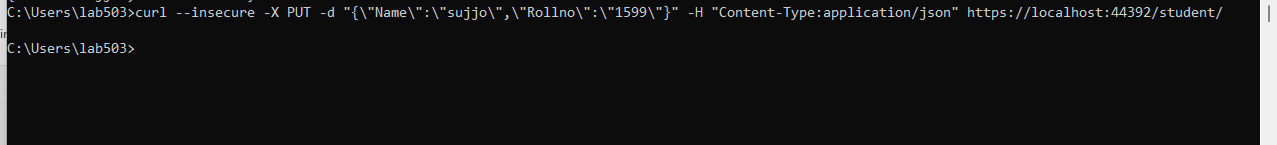 C:\Users\lab503>curl --insecure -X PUT -d "{\"Name\":\"sujjo\",\"Rollno\":\"1599\"}" -H "Content-Type:application/json" https://localhost:44392/student/
C:\Users\lab503>